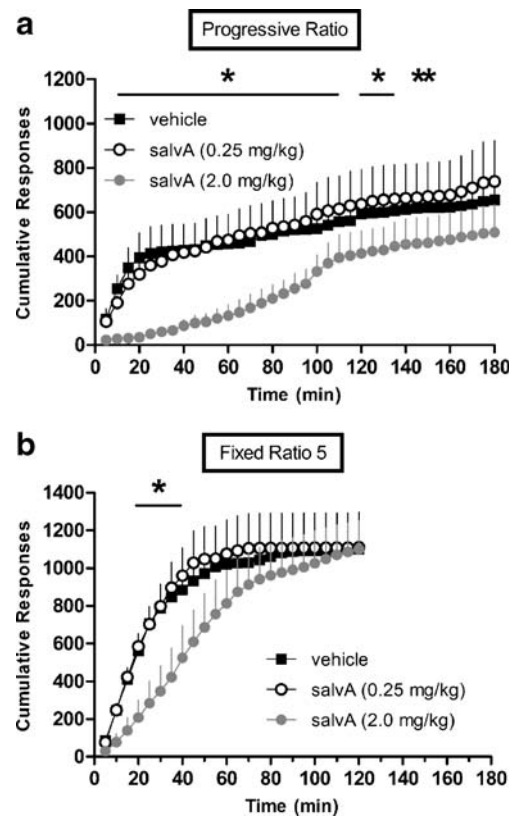 a
Progressive Ratio
* * **
vehicle
salvA (0.25 mg/kg)
salvA (2.0 mg/kg)
Cumulative Responses
1200
1000
800
600
400
200
0
0 20 40 60 80 100 120 140 160 180
Time (min)
b
Fixed Ratio 5
*
Cumulative Responses
1400
1200
1000
800
600
400
200
0
vehicle
salvA (0.25 mg/kg)
salvA (2.0 mg/kg)
0 20 40 60 80 100 120 140 160 180
Time (min)